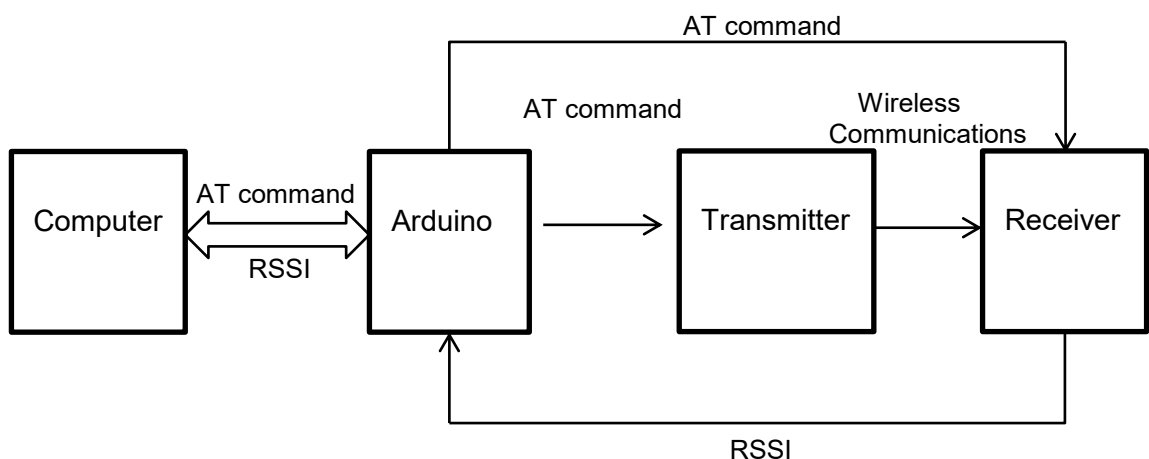 AT command
AT command
Wireless
Communications
AT command
Computer
Arduino
Transmitter
Receiver
RSSI
RSSI